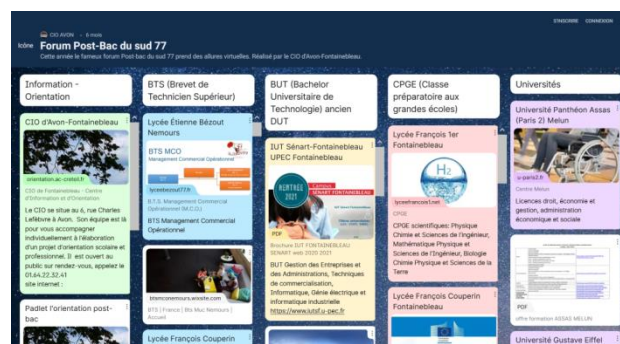 S'INSCRIRE CONNEXION
CIO AVON - 6 mois
Icône
Forum Post-Bac du sud 77
Cette année le fameux forum Post-bac du sud 77 prend des allures virtuelles. Réalisé par le CIO d'Avon-Fontainebleau.
Information -
Orientation
CIO d'Avon-Fontainebleau
orientation.ac-creteil.fr
CIO de Fontainebleau - Centre
d'Information et d'Orientation
Le CIO se situe au 6, rue Charles
Lefèbvre à Avon. Son équipe est là
pour vous accompagner
individuellement à l'élaboration
d'un projet d'orientation scolaire et
professionnel. Il est ouvert au
public sur rendez-vous, appelez le
01.64.22.32.41
site internet :
Padlet l'orientation post-
bac
BTS (Brevet de
Technicien Supérieur)
Lycée Étienne Bézout
Nemours
BTS MCO
Management Commercial Opérationnel
lyceebezout77.fr
B.T.S. Management Commercial
Opérationnel (M.C.O.)
BTS Management Commercial
Opérationnel
btsmconemours.wixsite.com
BTS | France | Bts Muc Nemours |
Accueil
Lycée François Couperin
BUT (Bachelor
Universitaire de
Technologie) ancien
DUT
IUT Sénart-Fontainebleau
UPEC Fontainebleau
RENTRÉE
2021
Campus
SÉNART FONTAINEBLEAU
PDF
Brochure IUT FONTAINEBLEAU
SENART web 2020 2021
BUT Gestion des Entreprises et
des Administrations, Techniques
de commercialisation,
Informatique, Génie électrique et
informatique industrielle
https://www.iutsf.u-pec.fr
CPGE (Classe
préparatoire aux
grandes écoles)
Lycée François 1er
Fontainebleau
H2
lyceefrancois1.net
CPGE
CPGE scientifiques: Physique
Chimie et Sciences de l'Ingénieur,
Mathématique Physique et
Sciences de l'Ingénieur, Biologie
Chimie Physique et Sciences de la
Terre
Lycée François Couperin
Fontainebleau
Universités
Université Panthéon Assas
(Paris 2) Melun
u-paris2.fr
Centre Melun
Licences droit, économie et
gestion, administration
économique et sociale
PDF
offre formation ASSAS MELUN
Université Gustave Eiffel